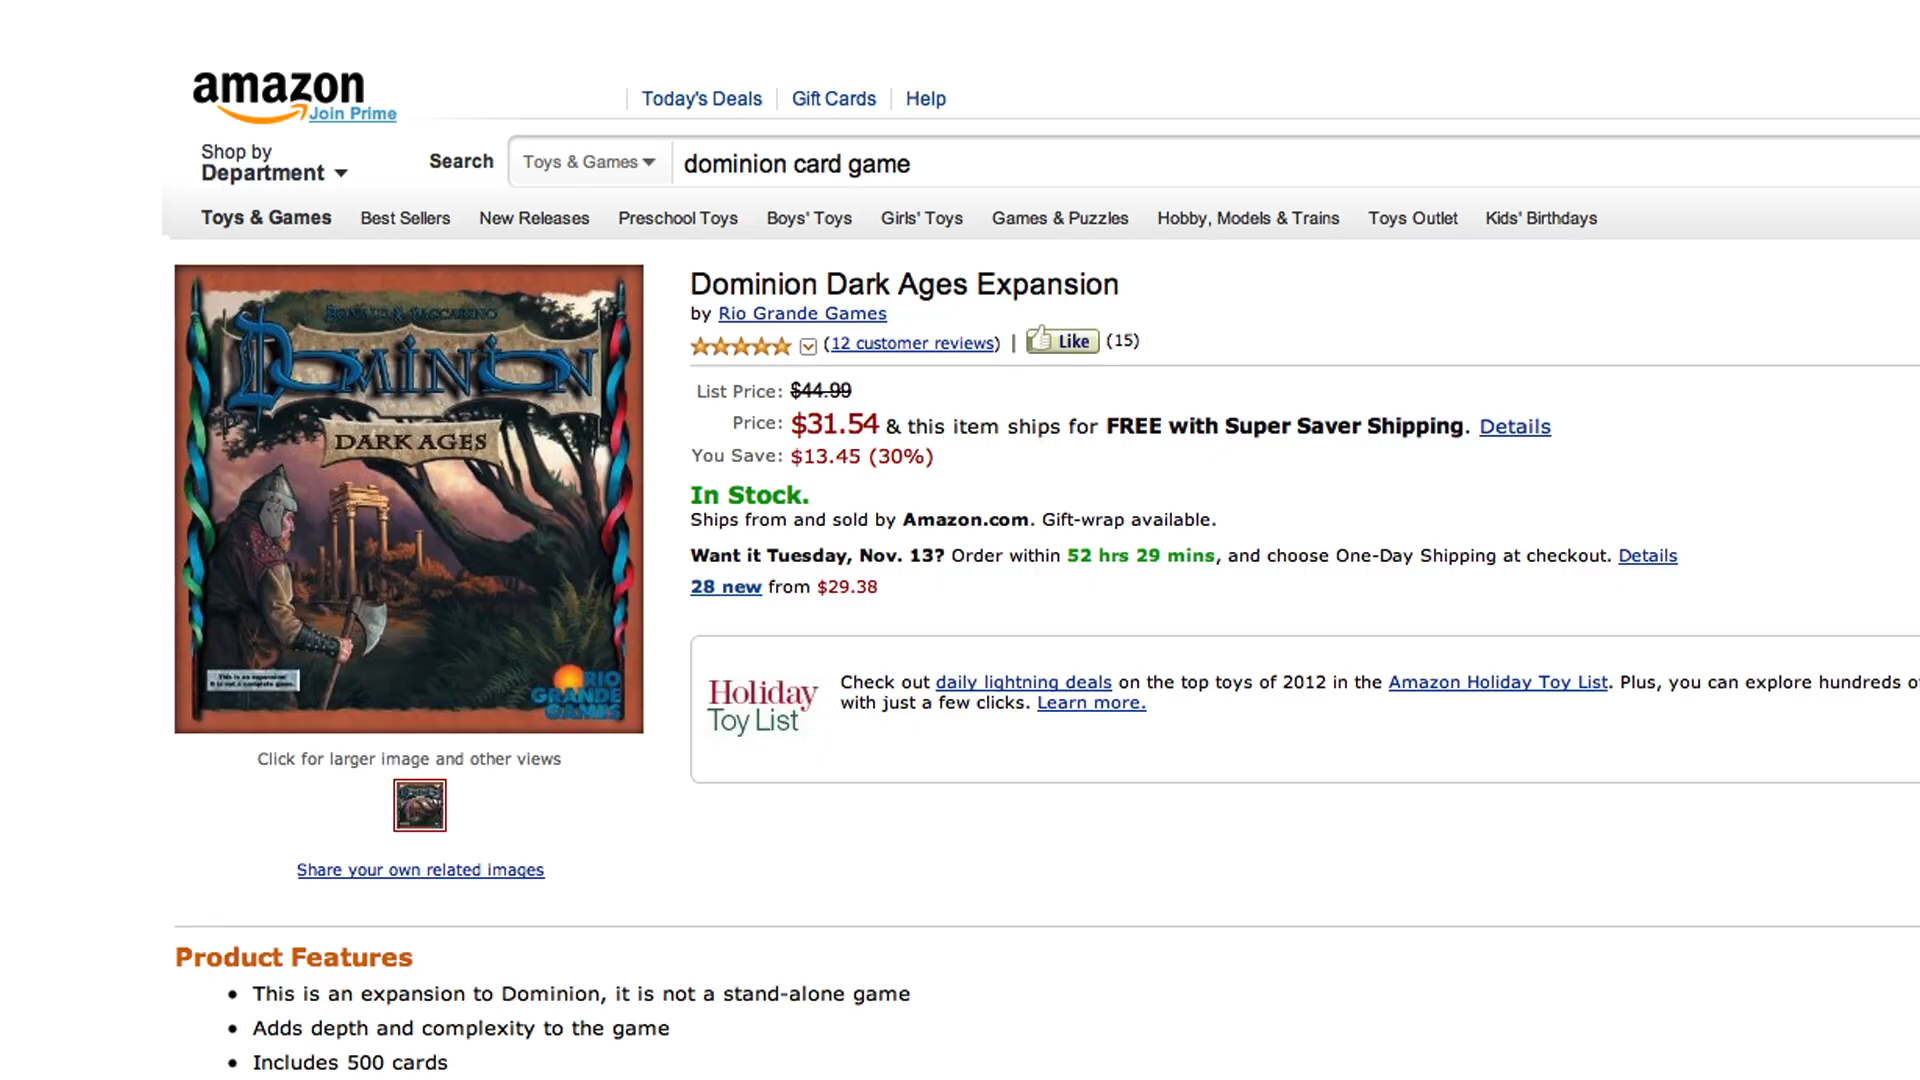 amazon
Join Prime
Today's Deals
Gift Cards
Help
Shop by
Department
Search
Toys & Games
dominion card game
Toys & Games
Best Sellers
New Releases
Preschool Toys
Boys' Toys
Girls' Toys
Games & Puzzles
Hobby, Models & Trains
Toys Outlet
Kids' Birthdays
DOMINION
DARK AGES
This is an expansion.
It is not a complete game.
RIO
GRANDE
GAMES
Click for larger image and other views
Share your own related images
Dominion Dark Ages Expansion
by Rio Grande Games
(12 customer reviews) | Like (15)
List Price: $44.99
Price: $31.54 & this item ships for FREE with Super Saver Shipping. Details
You Save: $13.45 (30%)
In Stock.
Ships from and sold by Amazon.com. Gift-wrap available.
Want it Tuesday, Nov. 13? Order within 52 hrs 29 mins, and choose One-Day Shipping at checkout. Details
28 new from $29.38
Holiday
Toy List
Check out daily lightning deals on the top toys of 2012 in the Amazon Holiday Toy List. Plus, you can explore hundreds o
with just a few clicks. Learn more.
Product Features
• This is an expansion to Dominion, it is not a stand-alone game
• Adds depth and complexity to the game
• Includes 500 cards